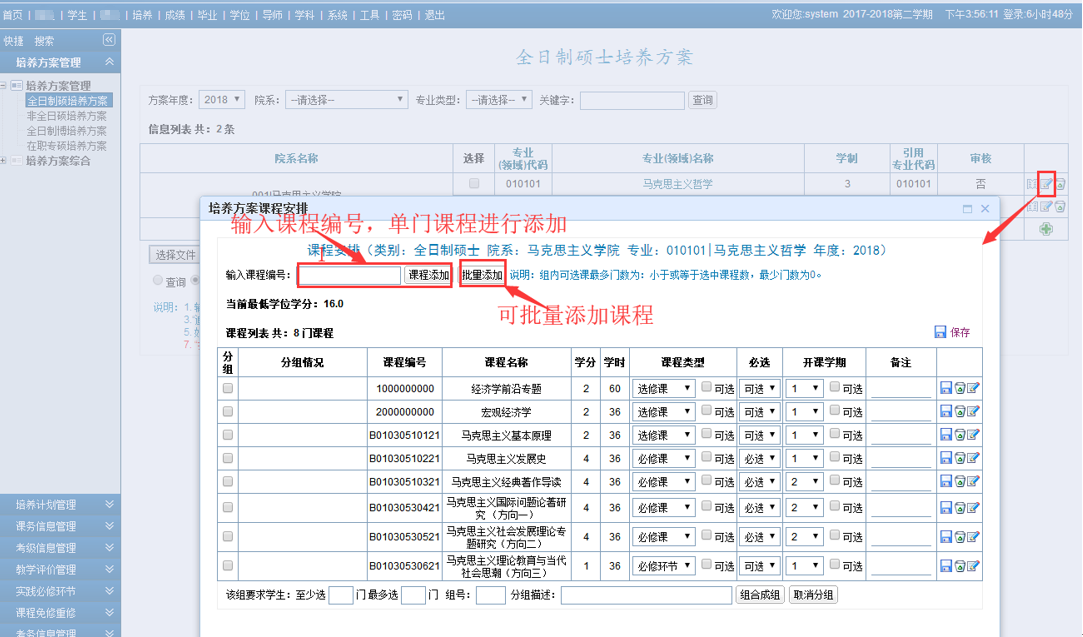 首页 | | 学生 | | 培养 | 成绩 | 毕业 | 学位 | 导师 | 学科 | 系统 | 工具 | 密码 | 退出
欢迎您:system 2017-2018第二学期 下午3:56:11 登录:6小时48分
快捷 搜索
培养方案管理
培养方案管理
全日制硕培养方案
非全日硕培养方案
全日制博培养方案
在职专硕培养方案
培养方案综合
全日制硕士培养方案
方案年度： 2018 院系： --请选择-- 专业类型： --请选择-- 关键字： 查询
信息列表 共：2 条
院系名称 选择 专业(领域)代码 专业(领域)名称 学制 引用专业代码 审核
001|马克思主义学院 010101 马克思主义哲学 3 010101 否
选择文件
查询
说明：1.
3.
5.
7.
培养方案课程安排
输入课程编号，单门课程进行添加
课程安排（类别：全日制硕士 院系：马克思主义学院 专业：010101|马克思主义哲学 年度：2018）
输入课程编号： 课程添加 批量添加 说明：组内可选课最多门数为：小于或等于选中课程数，最少门数为0。
当前最低学位学分：16.0
可批量添加课程
课程列表 共：8 门课程
保存
分组 分组情况 课程编号 课程名称 学分 学时 课程类型 必选 开课学期 备注
1000000000 经济学前沿专题 2 60 选修课 可选 可选 1 可选
2000000000 宏观经济学 2 36 选修课 可选 可选 1 可选
B01030510121 马克思主义基本原理 2 36 选修课 可选 可选 1 可选
B01030510221 马克思主义发展史 4 36 必修课 可选 必选 1 可选
B01030510321 马克思主义经典著作导读 4 36 必修课 可选 必选 2 可选
B01030530421 马克思主义国际问题论著研究（方向一） 4 36 必修课 可选 必选 2 可选
B01030530521 马克思主义社会发展理论专题研究（方向二） 4 36 必修课 可选 必选 2 可选
B01030530621 马克思主义理论教育与当代社会思潮（方向三） 1 36 必修环节 可选 可选 1 可选
该组要求学生：至少选 门 最多选 门 组号： 分组描述： 组合成组 取消分组
培养计划管理
课务信息管理
考级信息管理
教学评价管理
实践必修环节
课程免修重修
考务信息管理